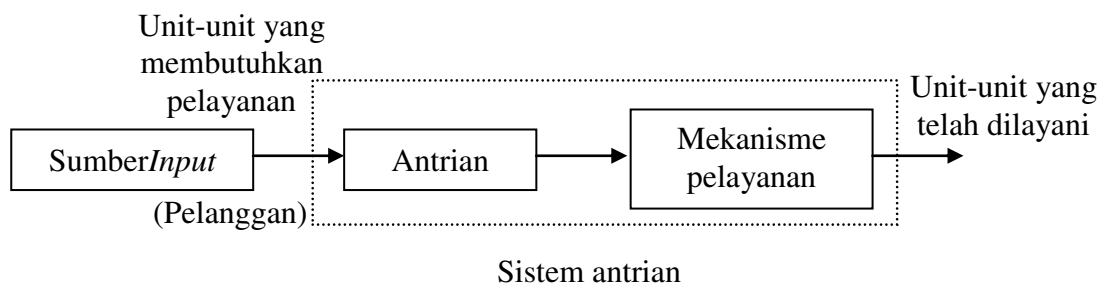 Unit-unit yang
membutuhkan
pelayanan
Unit-unit yang
telah dilayani
SumberInput
Antrian
Mekanisme
pelayanan
(Pelanggan)
Sistem antrian